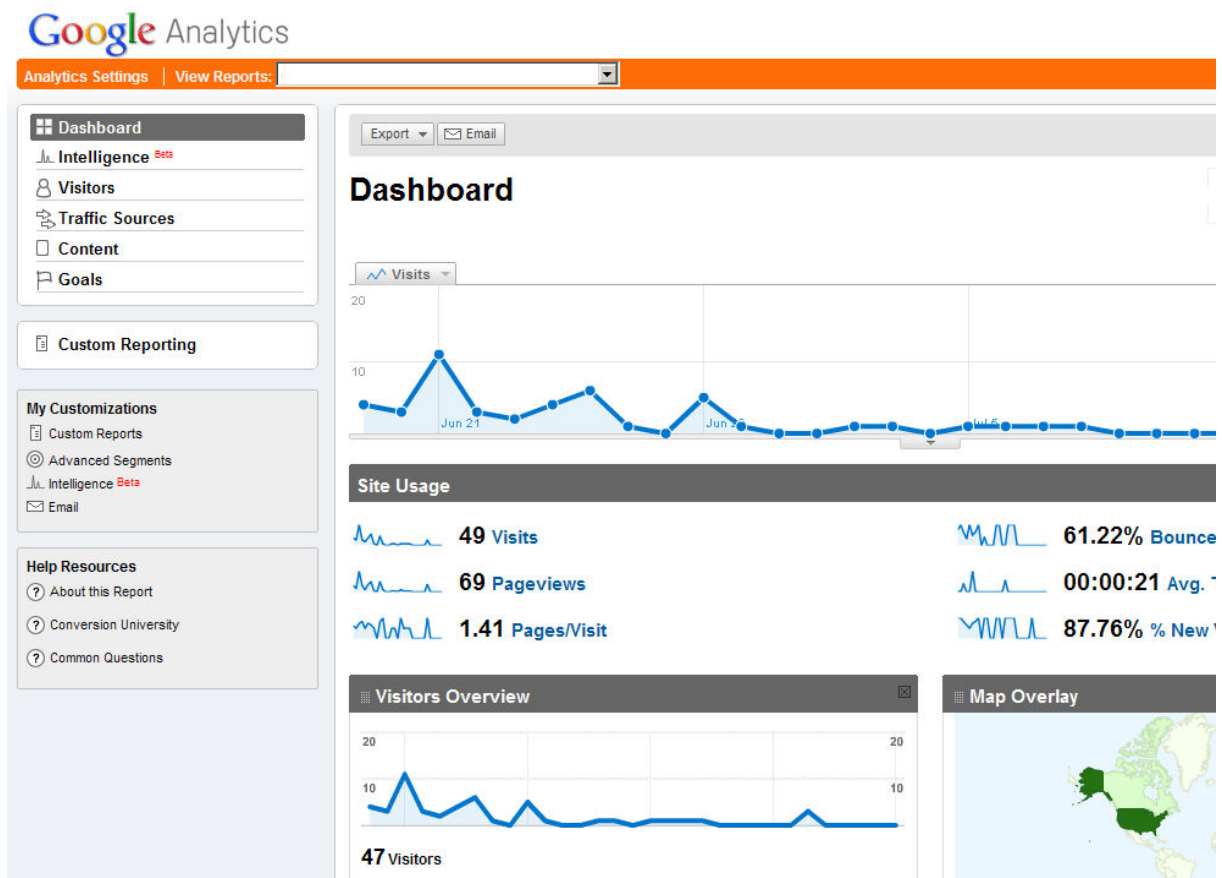 Google Analytics
Analytics Settings | View Reports:
Dashboard
Intelligence Beta
Visitors
Traffic Sources
Content
Goals
Custom Reporting
My Customizations
Custom Reports
Advanced Segments
Intelligence Beta
Email
Help Resources
? About this Report
? Conversion University
? Common Questions
Export Email
Dashboard
Visits
20
10
Jun 21
Jun
Site Usage
49 Visits
69 Pageviews
1.41 Pages/Visit
61.22% Bounce
00:00:21 Avg.
87.76% % New
Visitors Overview
20 20
10 10
47 Visitors
Map Overlay